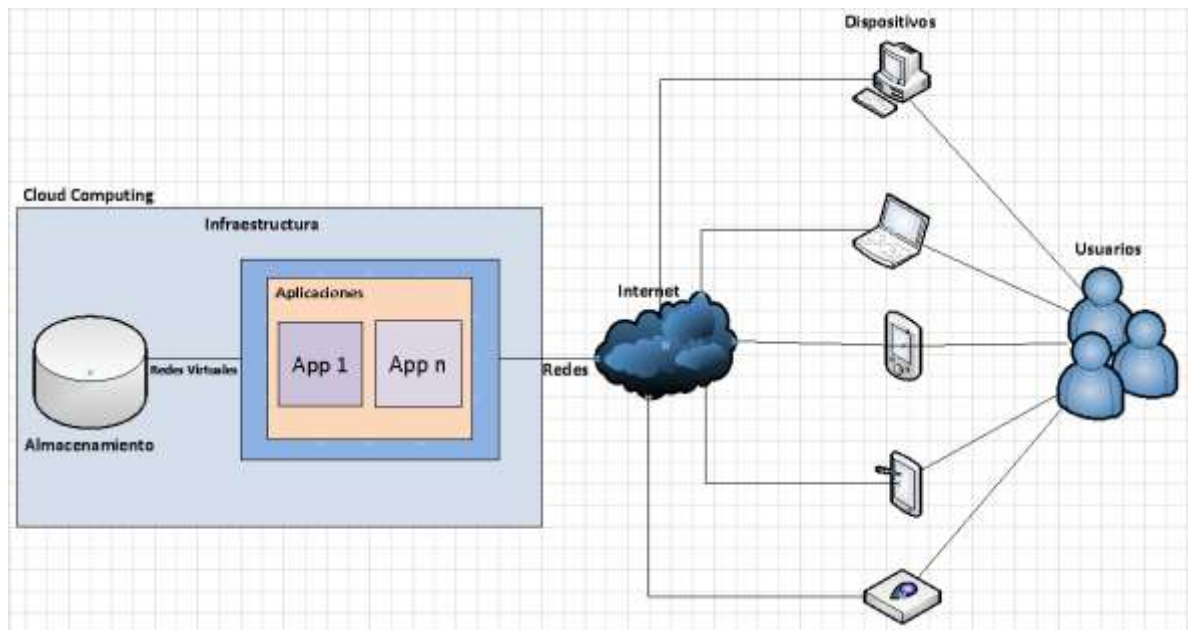 Dispositivos
Cloud Computing
Infraestructura
Usuarios
Aplicaciones
Internet
App 1
App n
Redes Virtuales
Redes
Almacenamiento